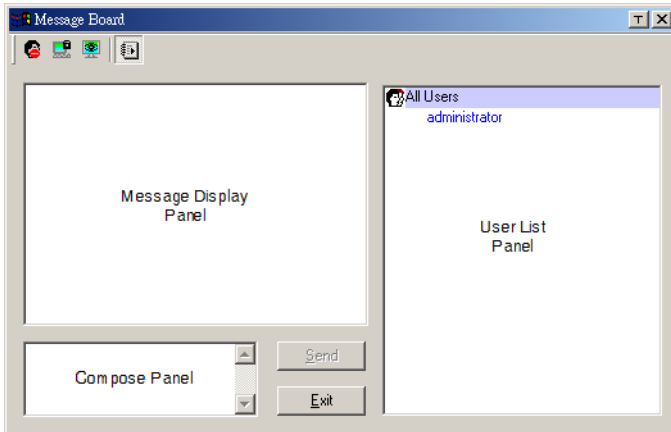 Message Board
Message Display
Panel
All Users
administrator
User List
Panel
Compose Panel
Send
Exit